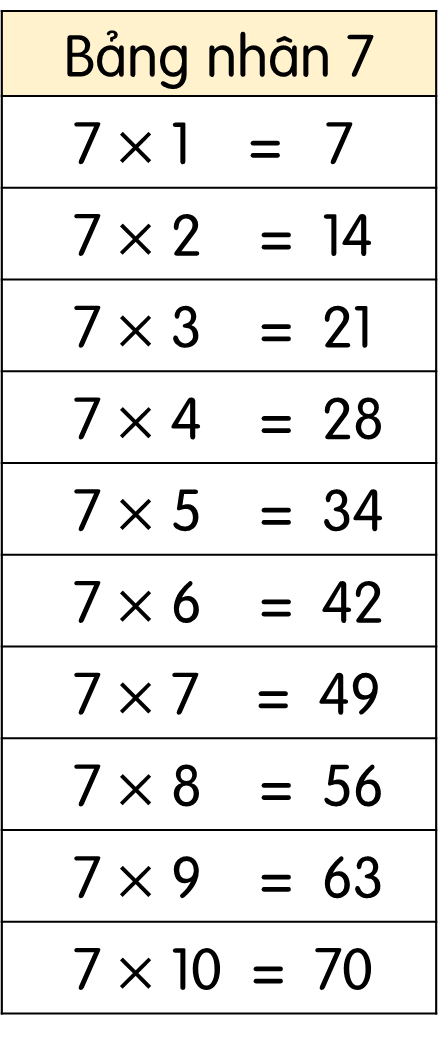 Bảng nhân 7
7 × 1 = 7
7 × 2 = 14
7 × 3 = 21
7 × 4 = 28
7 × 5 = 34
7 × 6 = 42
7 × 7 = 49
7 × 8 = 56
7 × 9 = 63
7 × 10 = 70